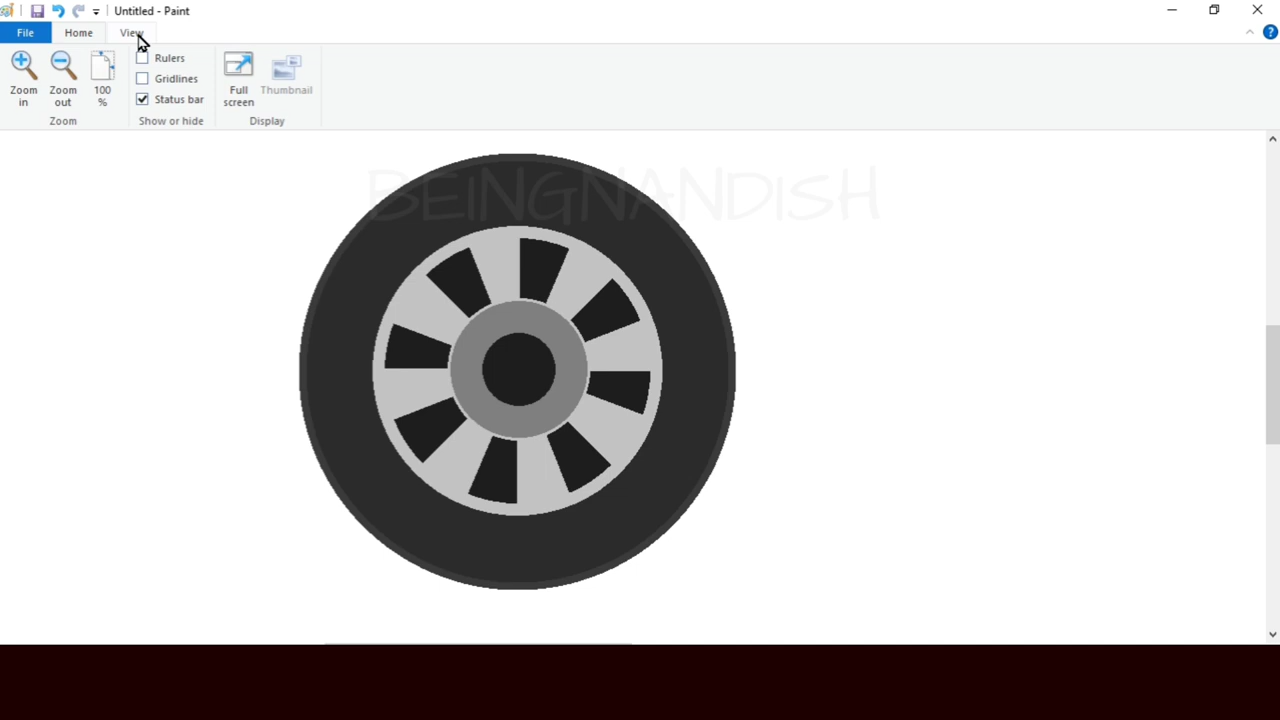 Untitled - Paint
File Home View
Rulers
Gridlines
Status bar
Zoom in
Zoom out
100 %
Full screen
Thumbnail
Zoom
Show or hide
Display
BEINGNANDISH